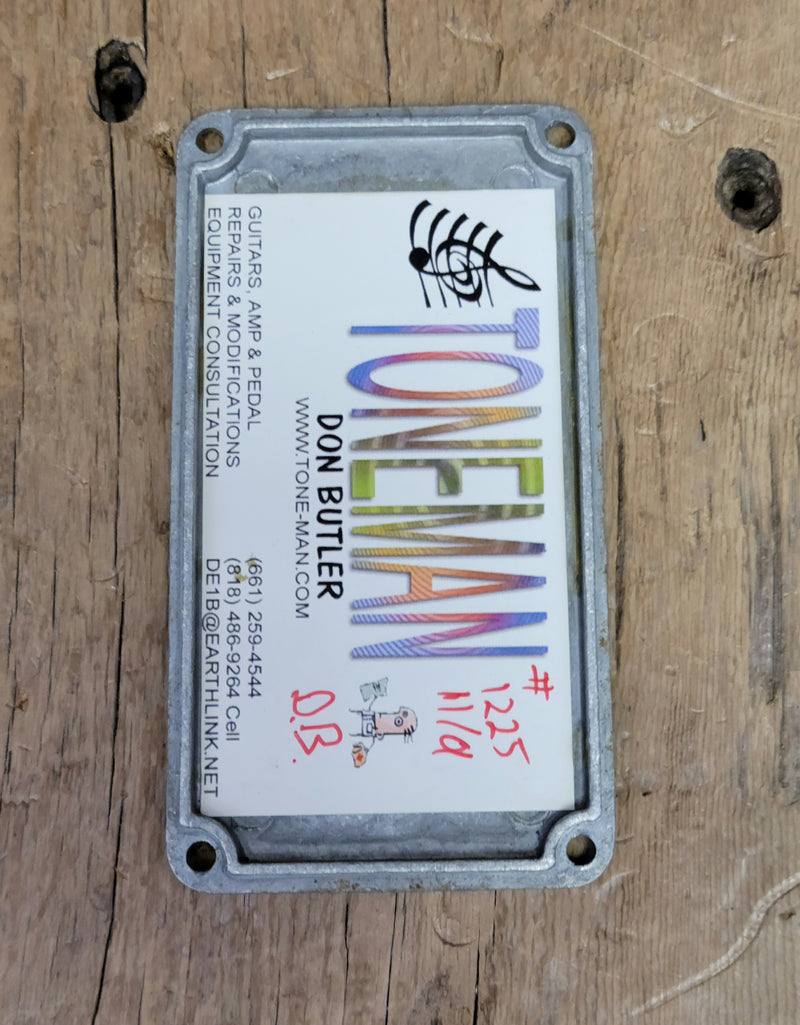 TONEMAN
# 1225
11/9
D.B.
DON BUTLER
WWW.TONE-MAN.COM
GUITARS, AMP & PEDAL
REPAIRS & MODIFICATIONS
EQUIPMENT CONSULTATION
(661) 259-4544
(818) 486-9264 Cell
DE1B@EARTHLINK.NET